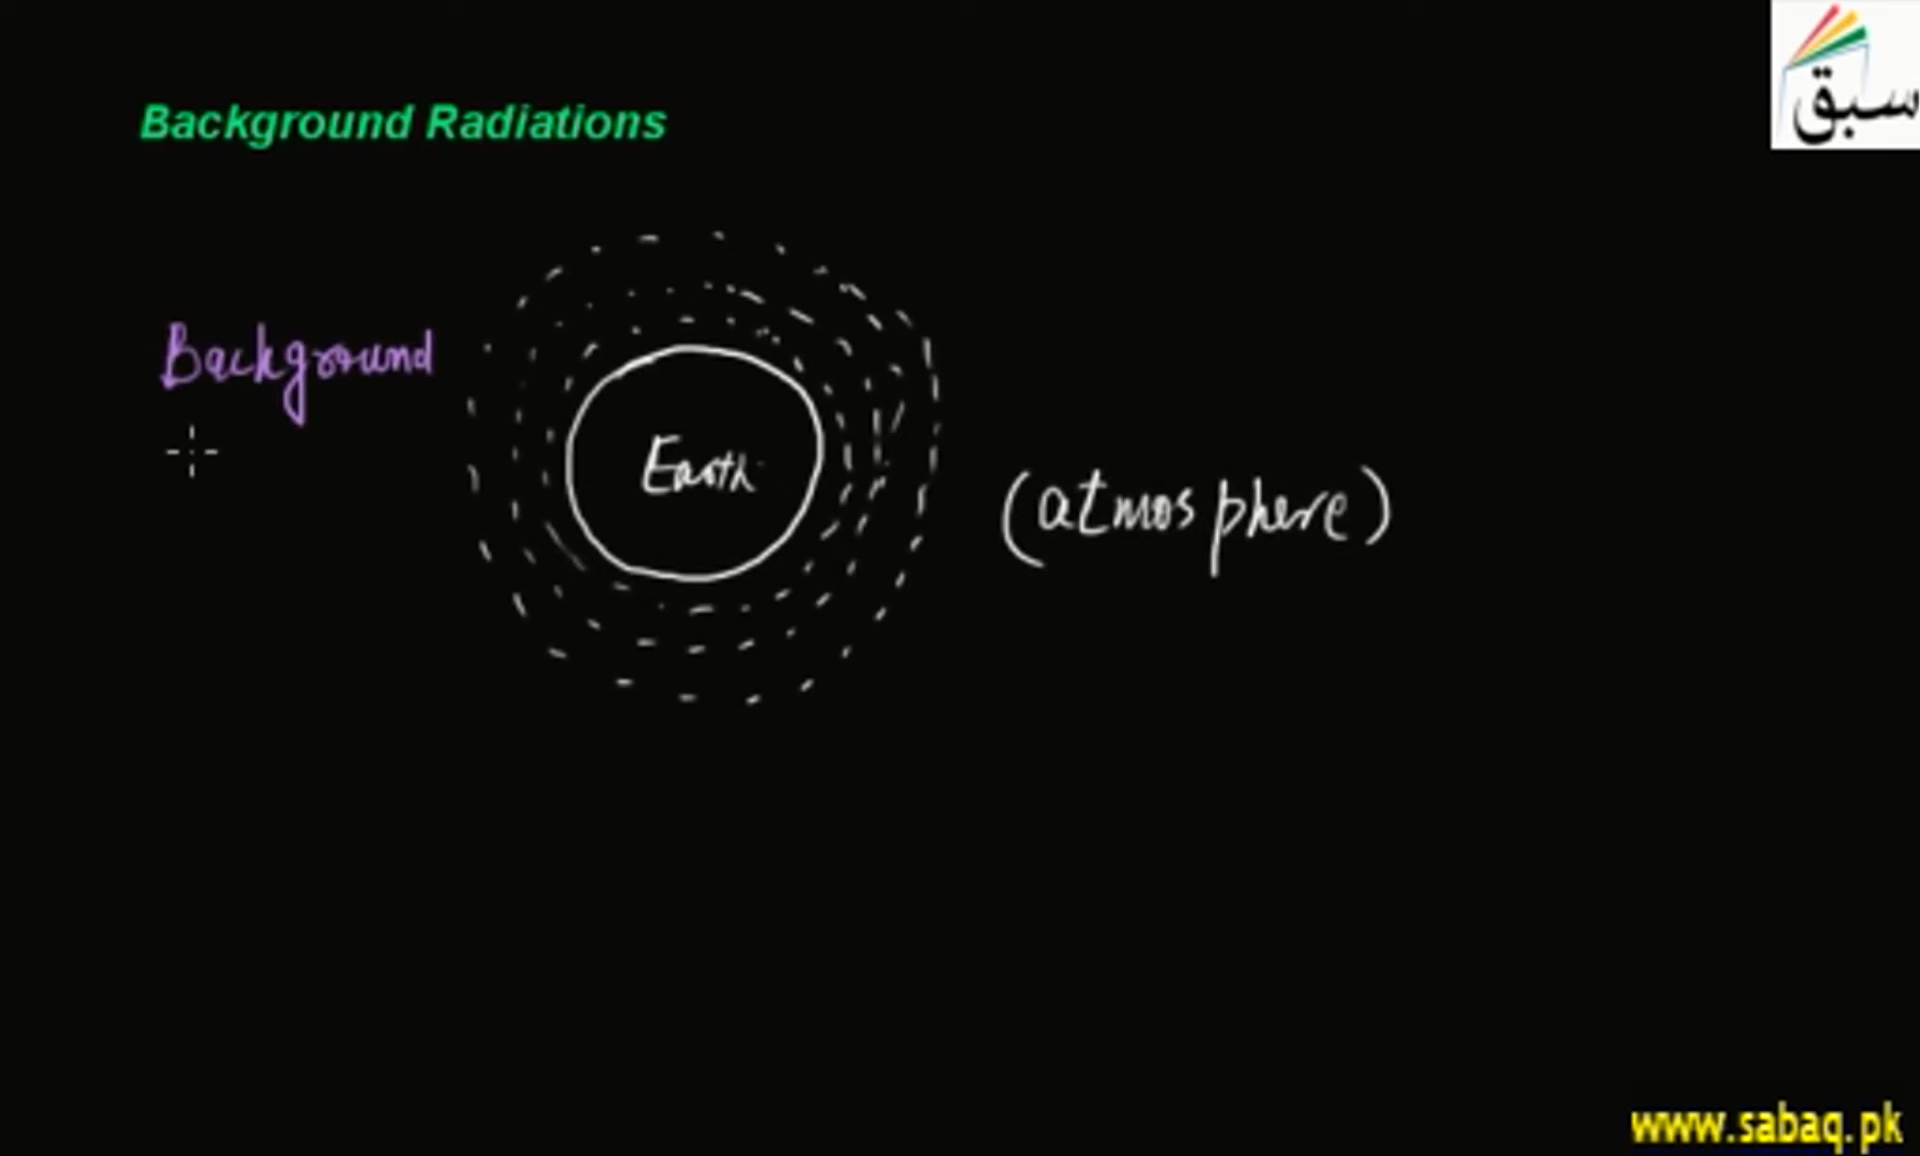 سبق
Background Radiations
Background
Earth
(atmosphere)
www.sabaq.pk